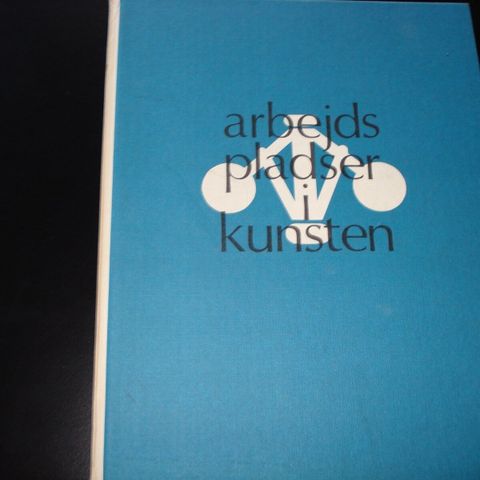 arbejds
pladser
i
kunsten